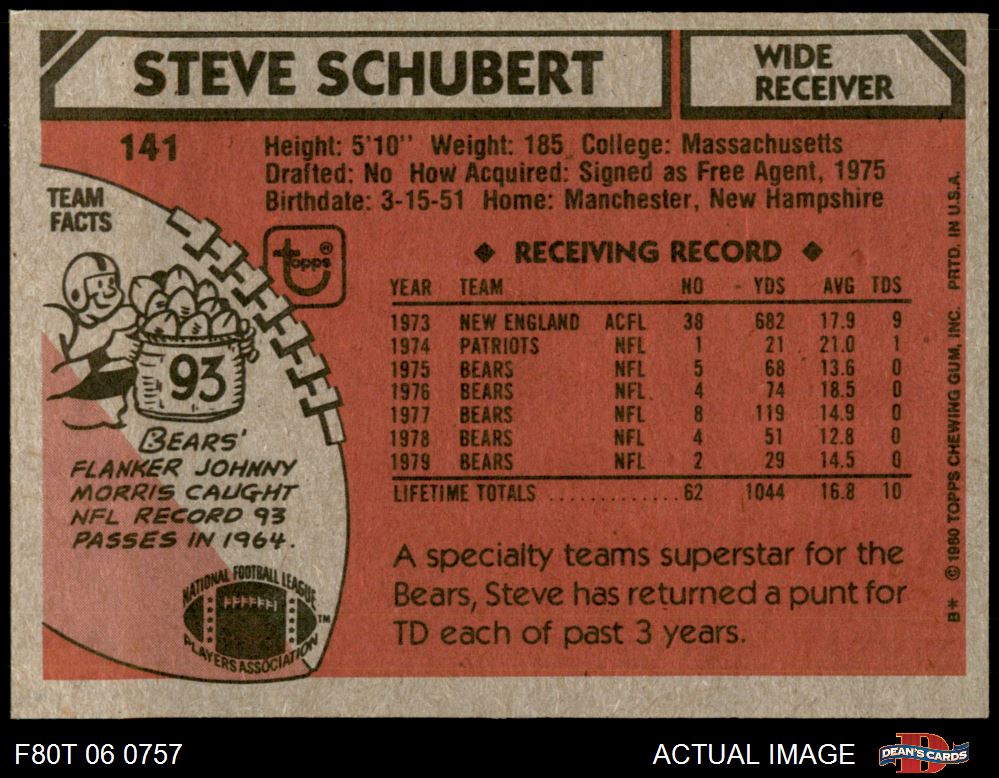 STEVE SCHUBERT
WIDE
RECEIVER
141
Height: 5'10" Weight: 185 College: Massachusetts
Drafted: No How Acquired: Signed as Free Agent, 1975
Birthdate: 3-15-51 Home: Manchester, New Hampshire
TEAM
FACTS
topps®
93
BEARS'
FLANKER JOHNNY
MORRIS CAUGHT
NFL RECORD 93
PASSES IN 1964.
NATIONAL FOOTBALL LEAGUE
PLAYERS ASSOCIATION
TM
◆ RECEIVING RECORD ◆
YEAR TEAM NO YDS AVG TDS
1973 NEW ENGLAND ACFL 38 682 17.9 9
1974 PATRIOTS NFL 1 21 21.0 1
1975 BEARS NFL 5 68 13.6 0
1976 BEARS NFL 4 74 18.5 0
1977 BEARS NFL 8 119 14.9 0
1978 BEARS NFL 4 51 12.8 0
1979 BEARS NFL 2 29 14.5 0
LIFETIME TOTALS ............. 62 1044 16.8 10
A specialty teams superstar for the
Bears, Steve has returned a punt for
TD each of past 3 years.
B* © 1980 TOPPS CHEWING GUM, INC. PRTD. IN U.S.A.
F80T 06 0757
ACTUAL IMAGE
DEAN'S CARDS